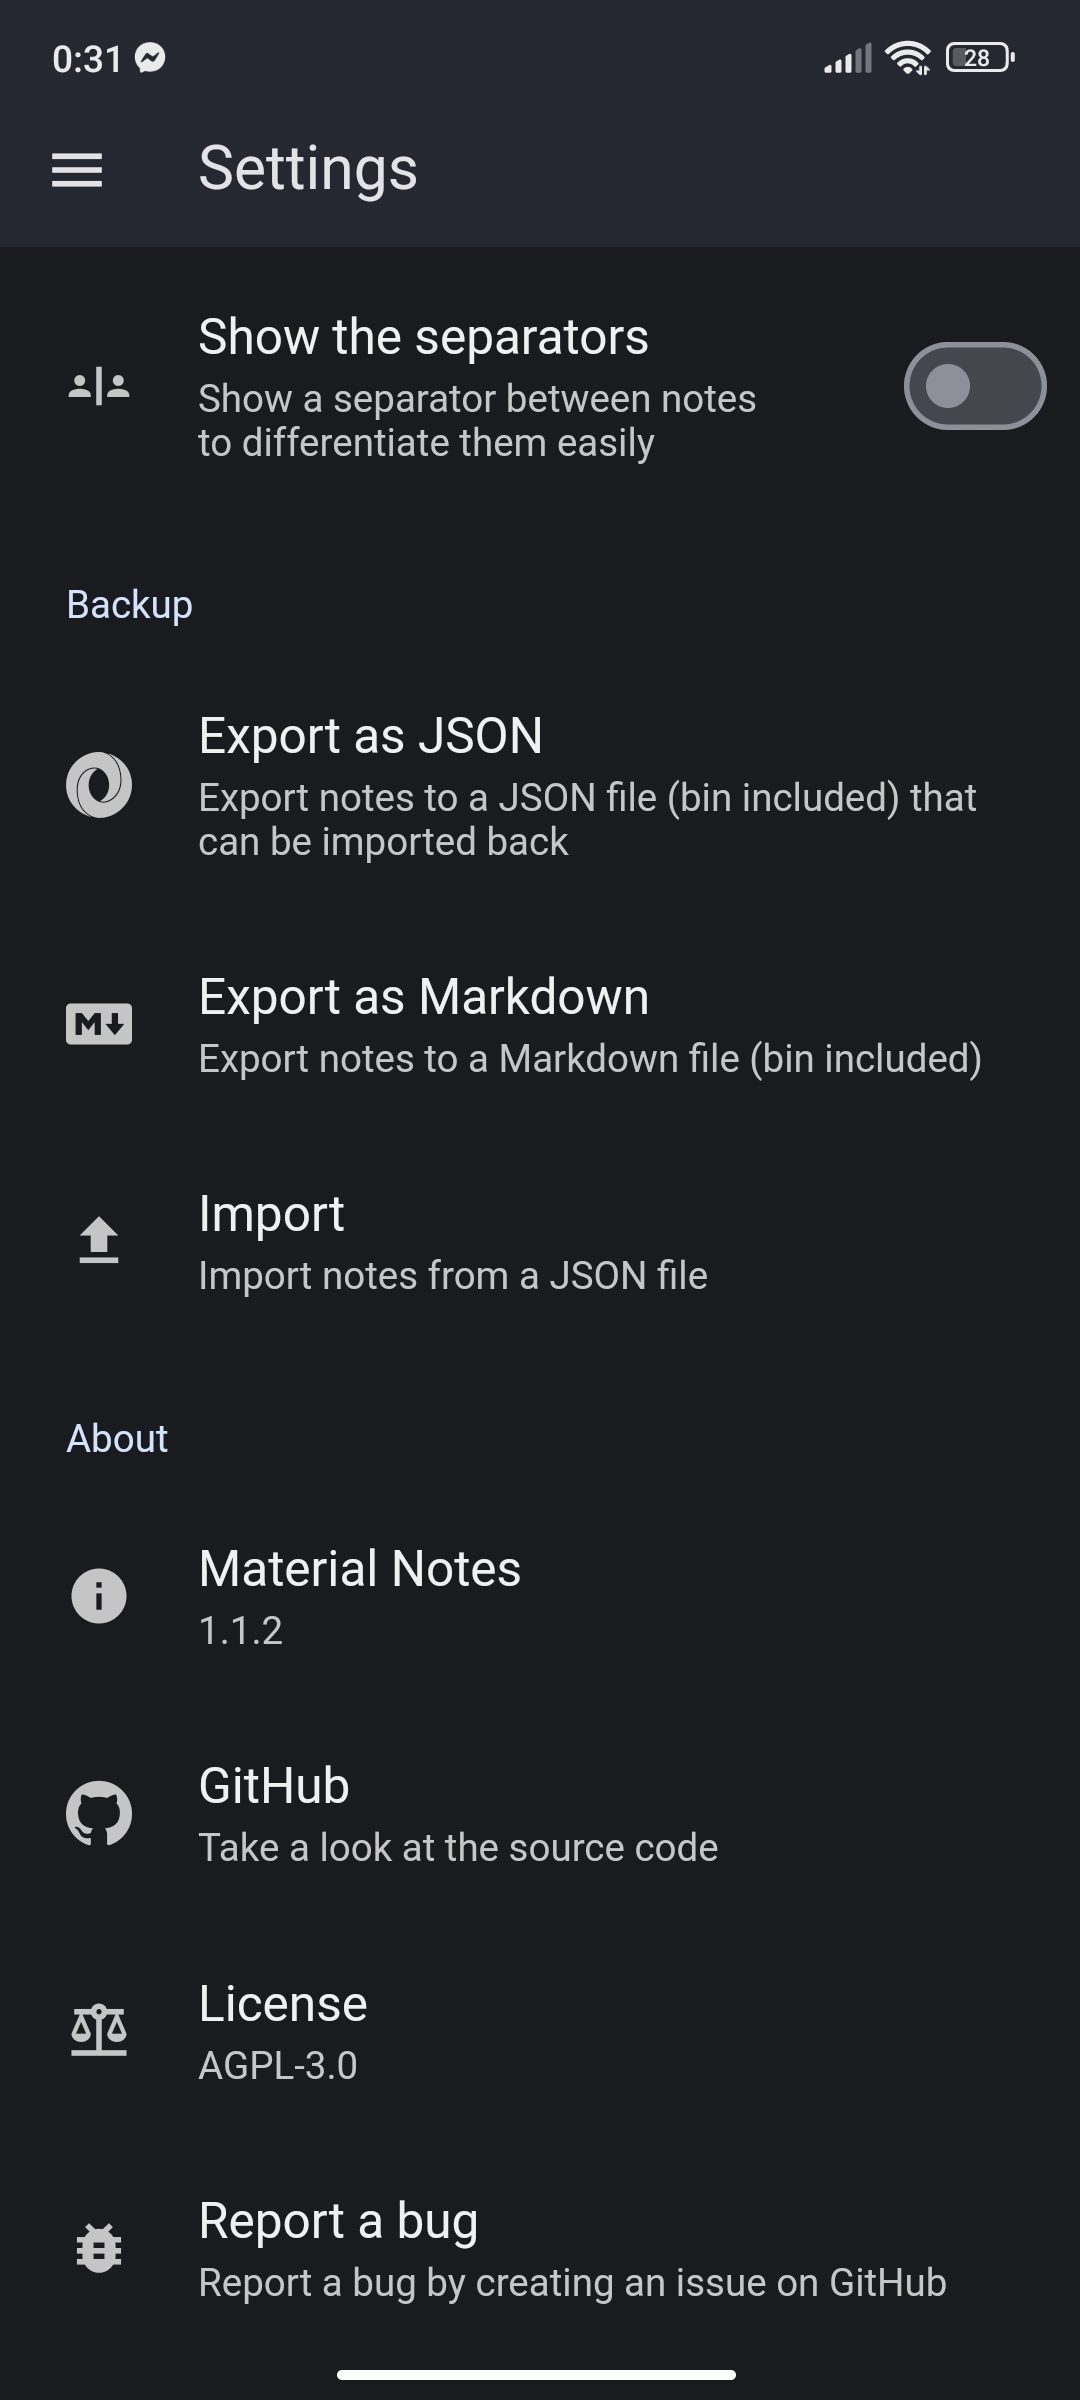 0:31
28
Settings
Show the separators
Show a separator between notes
to differentiate them easily
Backup
Export as JSON
Export notes to a JSON file (bin included) that
can be imported back
M
Export as Markdown
Export notes to a Markdown file (bin included)
Import
Import notes from a JSON file
About
Material Notes
1.1.2
GitHub
Take a look at the source code
License
AGPL-3.0
Report a bug
Report a bug by creating an issue on GitHub